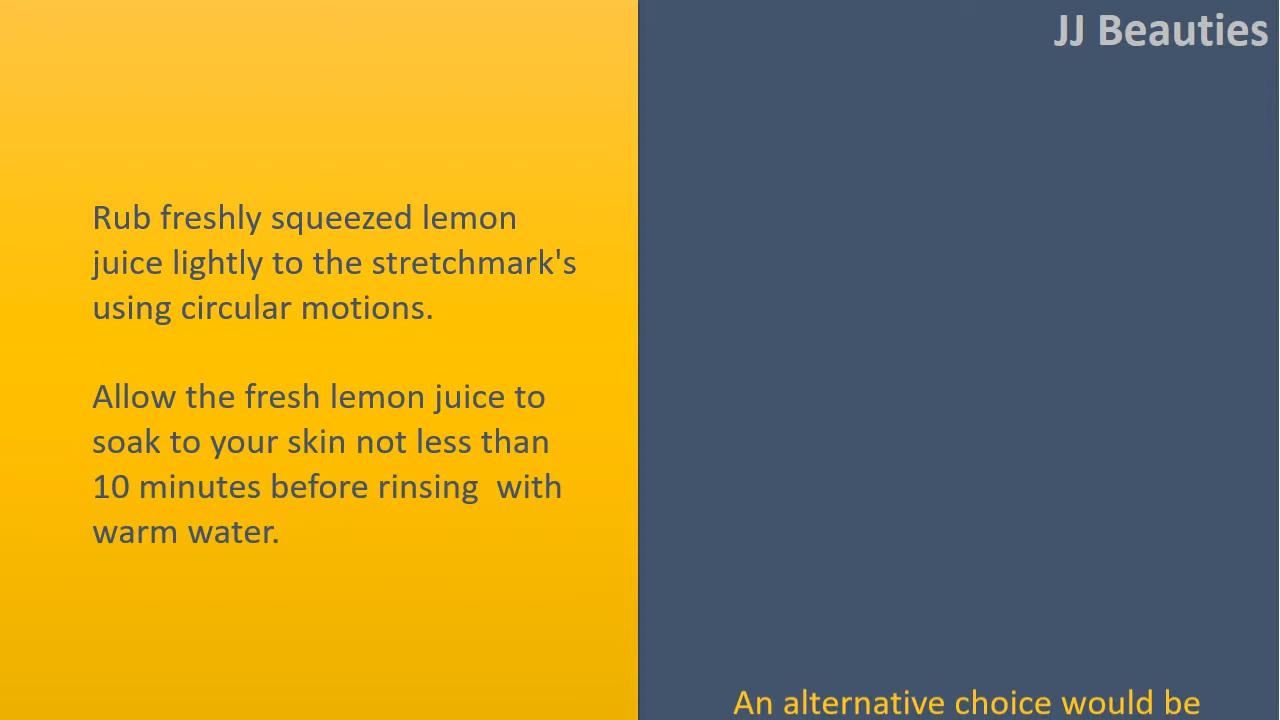 JJ Beauties
Rub freshly squeezed lemon
juice lightly to the stretchmark's
using circular motions.
Allow the fresh lemon juice to
soak to your skin not less than
10 minutes before rinsing  with
warm water.
An alternative choice would be